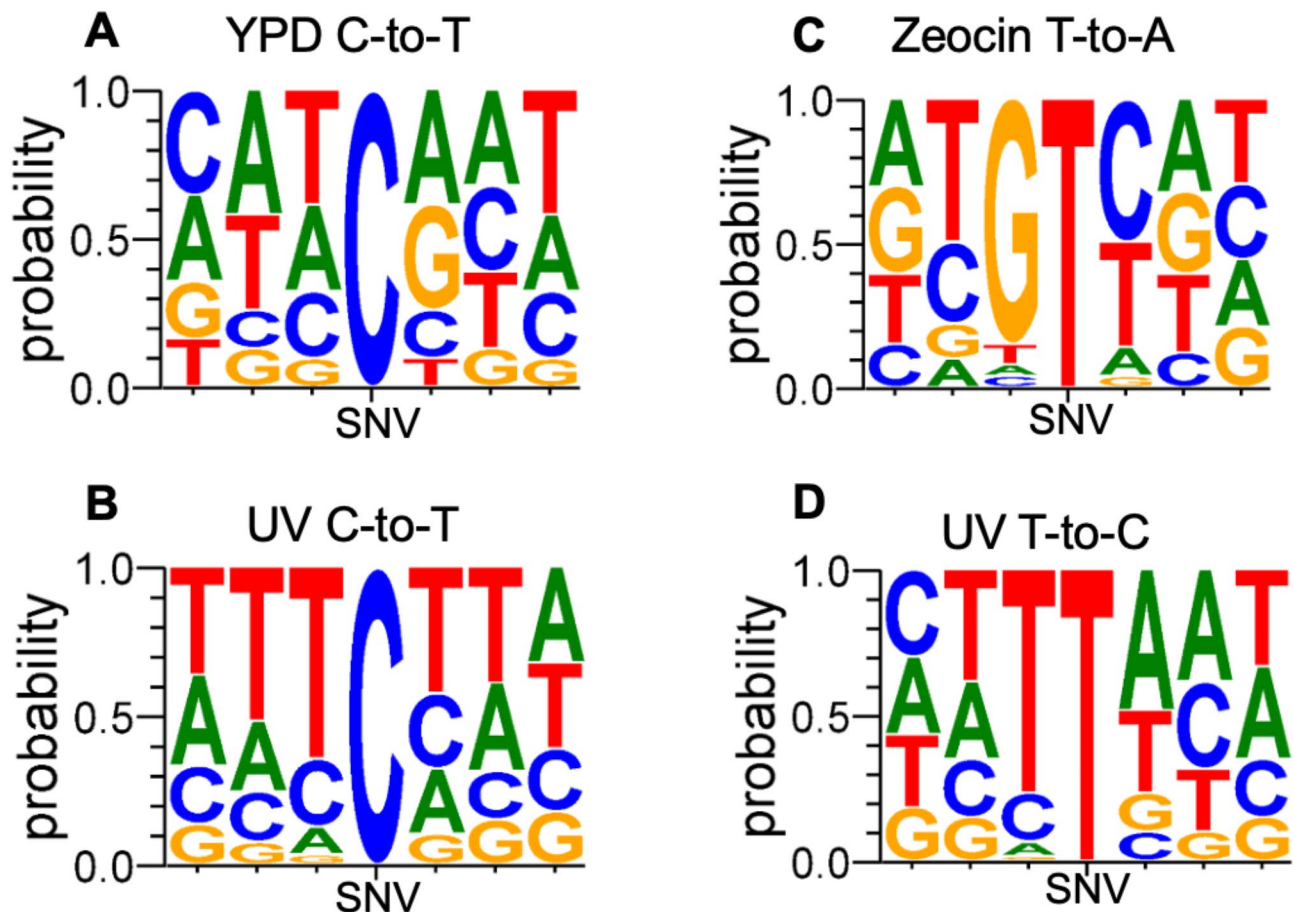 A YPD C-to-T
probability
1.0
0.5
0.0
C A T C A A T
A T A G C A
G C C C T C
T G G T G G
SNV
B UV C-to-T
probability
1.0
0.5
0.0
T T T C T T A
A A C C A T
C C A A C C
G G G G G G
SNV
C Zeocin T-to-A
probability
1.0
0.5
0.0
A T G T C A T
G C T T G C
T G A A T A
C A C G C G
SNV
D UV T-to-C
probability
1.0
0.5
0.0
C T T T A A T
A A C T C A
T C A G T C
G G G C G G
SNV